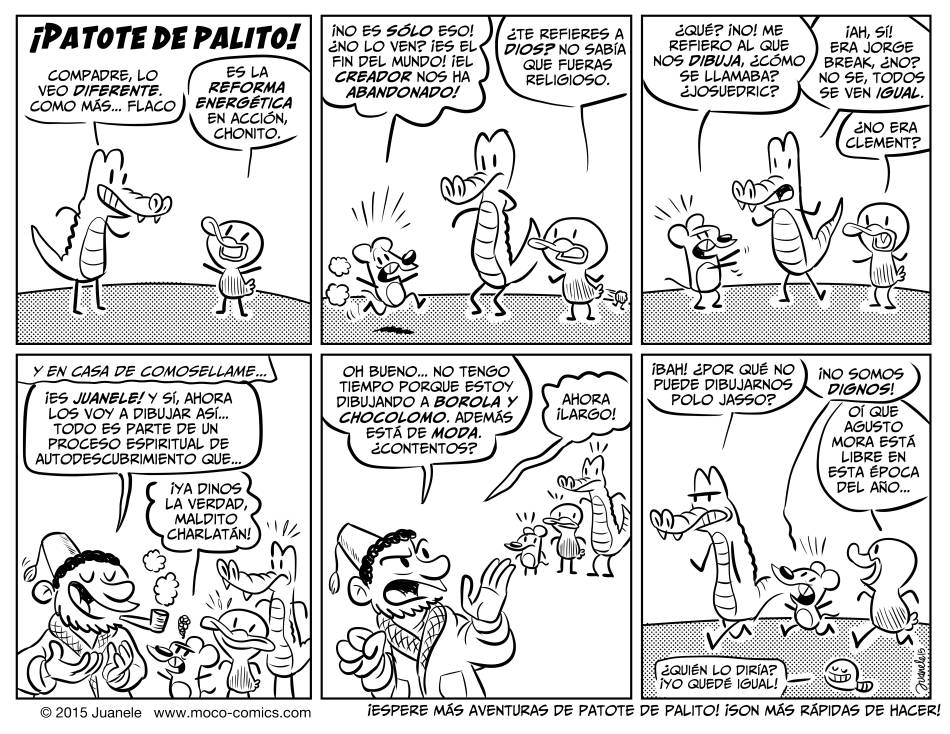 ¡PATOTE DE PALITO!
COMPADRE, LO
VEO DIFERENTE.
COMO MÁS... FLACO
ES LA
REFORMA
ENERGÉTICA
EN ACCIÓN,
CHONITO.
¡NO ES SÓLO ESO!
¿NO LO VEN? ¡ES EL
FIN DEL MUNDO! ¡EL
CREADOR NOS HA
ABANDONADO!
¿TE REFIERES A
DIOS? NO SABÍA
QUE FUERAS
RELIGIOSO.
¿QUÉ? ¡NO! ME
REFIERO AL QUE
NOS DIBUJA, ¿CÓMO
SE LLAMABA?
¿JOSUEDRIC?
¡AH, SÍ!
ERA JORGE
BREAK, ¿NO?
NO SE, TODOS
SE VEN IGUAL.
¿NO ERA
CLEMENT?
Y EN CASA DE COMOSELLAME...
¡ES JUANELE! Y SÍ, AHORA
LOS VOY A DIBUJAR ASÍ...
TODO ES PARTE DE UN
PROCESO ESPIRITUAL DE
AUTODESCUBRIMIENTO QUE...
¡YA DINOS
LA VERDAD,
MALDITO
CHARLATÁN!
OH BUENO... NO TENGO
TIEMPO PORQUE ESTOY
DIBUJANDO A BOROLA Y
CHOCOLOMO. ADEMÁS
ESTÁ DE MODA.
¿CONTENTOS?
AHORA
¡LARGO!
¡BAH! ¿POR QUÉ NO
PUEDE DIBUJARNOS
POLO JASSO?
¡NO SOMOS
DIGNOS!
OÍ QUE
AGUSTO
MORA ESTÁ
LIBRE EN
ESTA ÉPOCA
DEL AÑO...
¿QUIÉN LO DIRÍA?
¡YO QUEDÉ IGUAL!
Juanele 15
© 2015 Juanele www.moco-comics.com
¡ESPERE MÁS AVENTURAS DE PATOTE DE PALITO! ¡SON MÁS RÁPIDAS DE HACER!